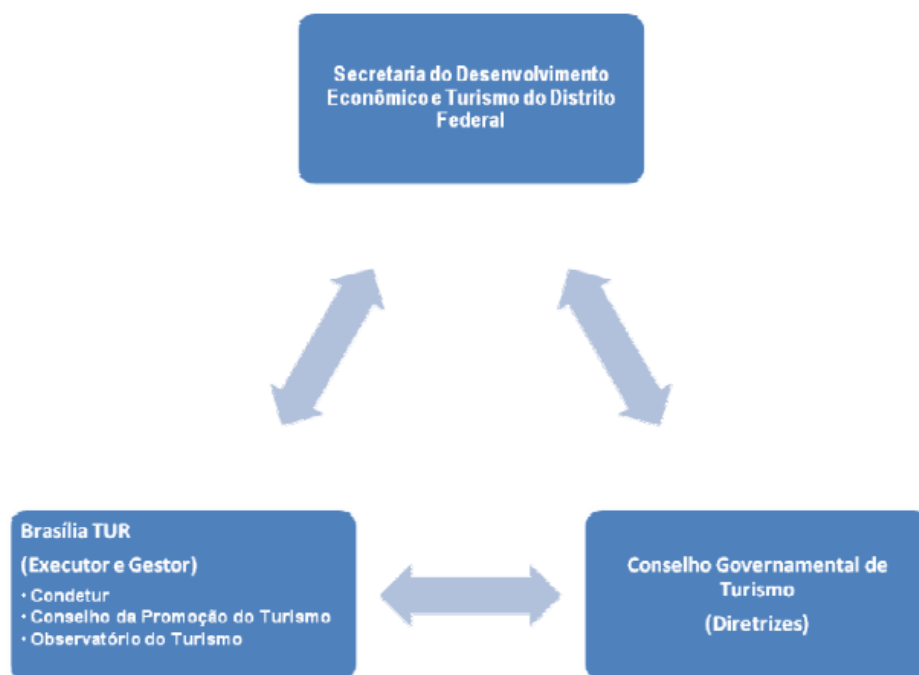 Secretaria do Desenvolvimento
Econômico e Turismo do Distrito
Federal
Brasília TUR
(Executor e Gestor)
• Condetur
• Conselho da Promoção do Turismo
• Observatório do Turismo
Conselho Governamental de
Turismo
(Diretrizes)